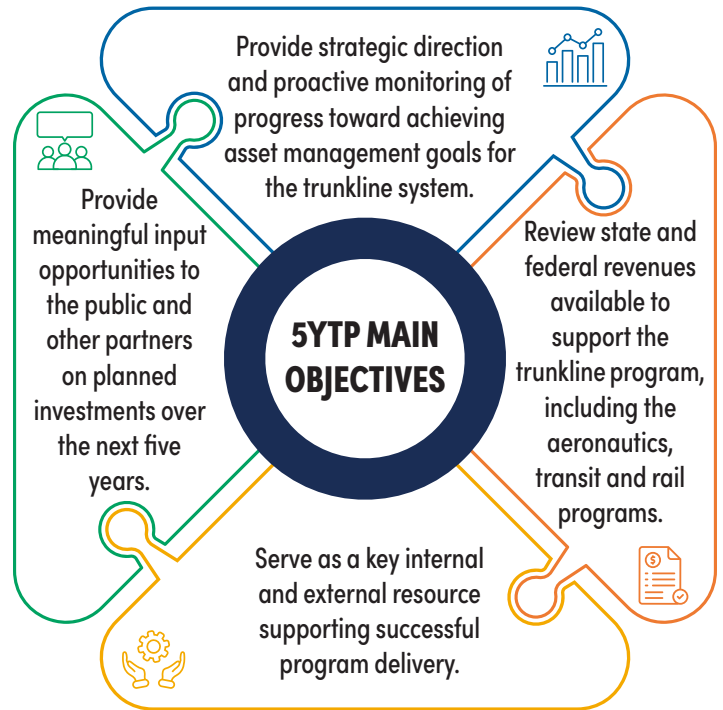 Provide strategic direction
and proactive monitoring of
progress toward achieving
asset management goals for
the trunkline system.
Provide
meaningful input
opportunities to
the public and
other partners
on planned
investments over
the next five
years.
5YTP MAIN
OBJECTIVES
Review state and
federal revenues
available to
support the
trunkline program,
including the
aeronautics,
transit and rail
programs.
Serve as a key internal
and external resource
supporting successful
program delivery.
$